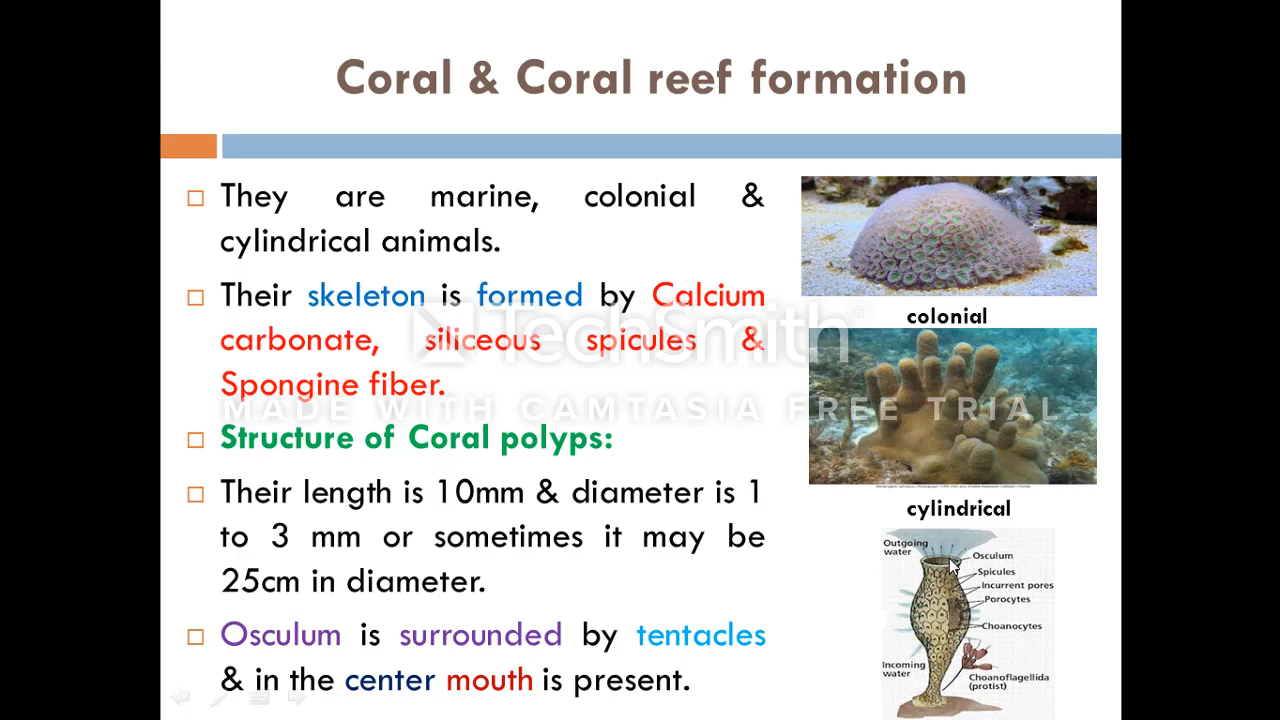 Coral & Coral reef formation
They are marine, colonial &
cylindrical animals.
Their skeleton is formed by Calcium
carbonate, siliceous spicules &
Spongine fiber.
Structure of Coral polyps:
Their length is 10mm & diameter is 1
to 3 mm or sometimes it may be
25cm in diameter.
Osculum is surrounded by tentacles
& in the center mouth is present.
colonial
cylindrical
Outgoing
water
Osculum
Spicules
Incurrent pores
Porocytes
Choanocytes
Incoming
water
Choanoflagellida
(protist)
TechSmith®
MADE WITH CAMTASIA FREE TRIAL